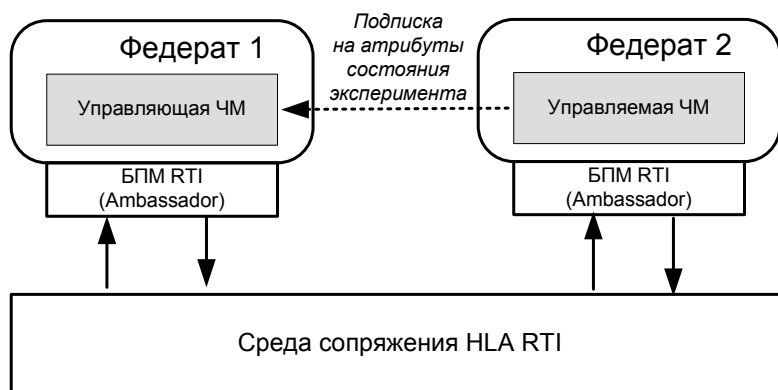 Федерат 1
Управляющая ЧМ
БПМ RTI
(Ambassador)
Подписка
на атрибуты
состояния
эксперимента
Федерат 2
Управляемая ЧМ
БПМ RTI
(Ambassador)
Среда сопряжения HLA RTI